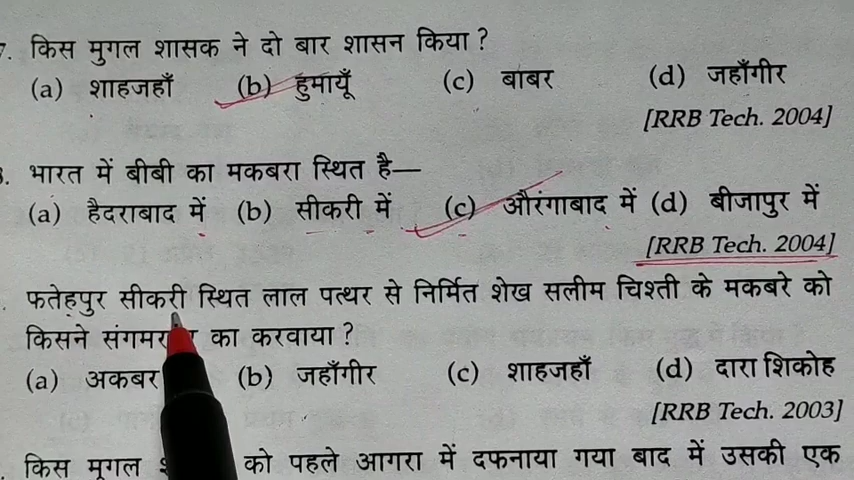 7. किस मुगल शासक ने दो बार शासन किया ?
(a) शाहजहाँ (b) हुमायूँ (c) बाबर (d) जहाँगीर
[RRB Tech. 2004]
भारत में बीबी का मकबरा स्थित है—
(a) हैदराबाद में (b) सीकरी में (c) औरंगाबाद में (d) बीजापुर में
[RRB Tech. 2004]
फतेहपुर सीकरी स्थित लाल पत्थर से निर्मित शेख सलीम चिश्ती के मकबरे को
किसने का करवाया ?
(a) अकबर (b) जहाँगीर (c) शाहजहाँ (d) दारा शिकोह
[RRB Tech. 2003]
किस मुगल को पहले आगरा में दफनाया गया बाद में उसकी एक